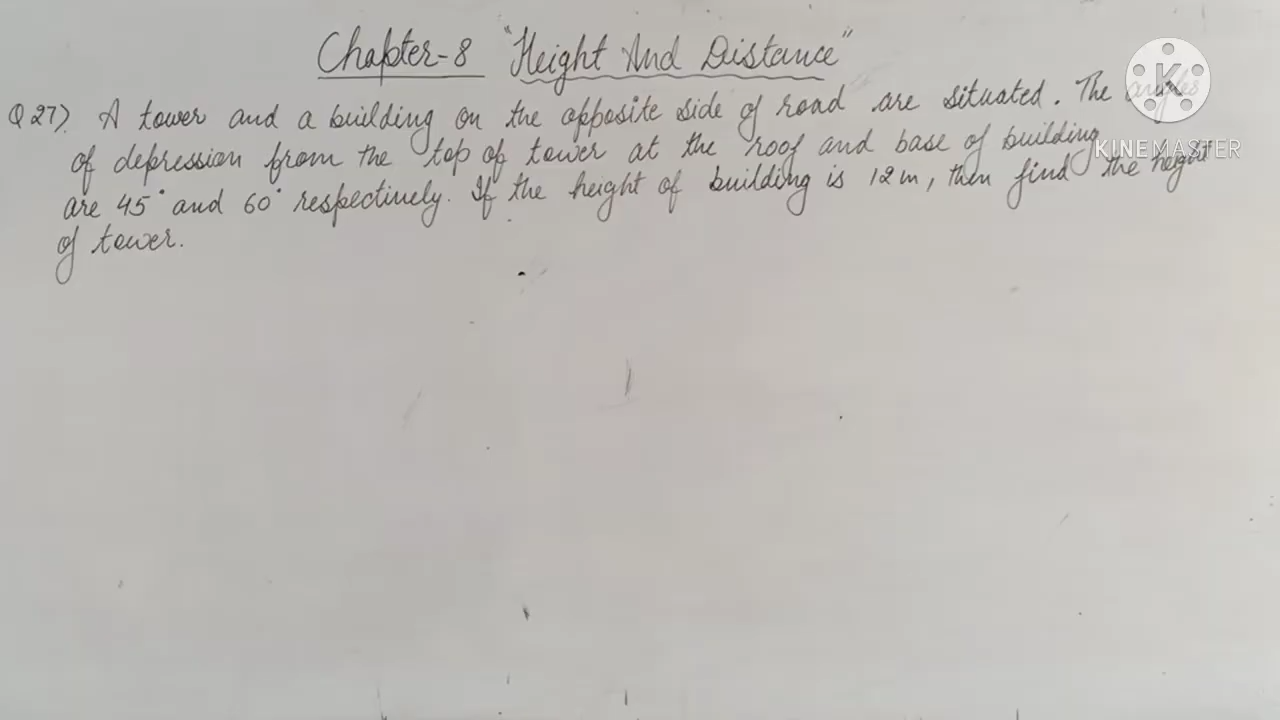 Chapter-8 "Height And Distance"
Q27). A tower and a building on the opposite side of road are situated. The angles
of depression from the top of tower at the roof and base of building
are 45° and 60° respectively. If the height of building is 12m, then find the height
of tower.
K
KINEMASTER